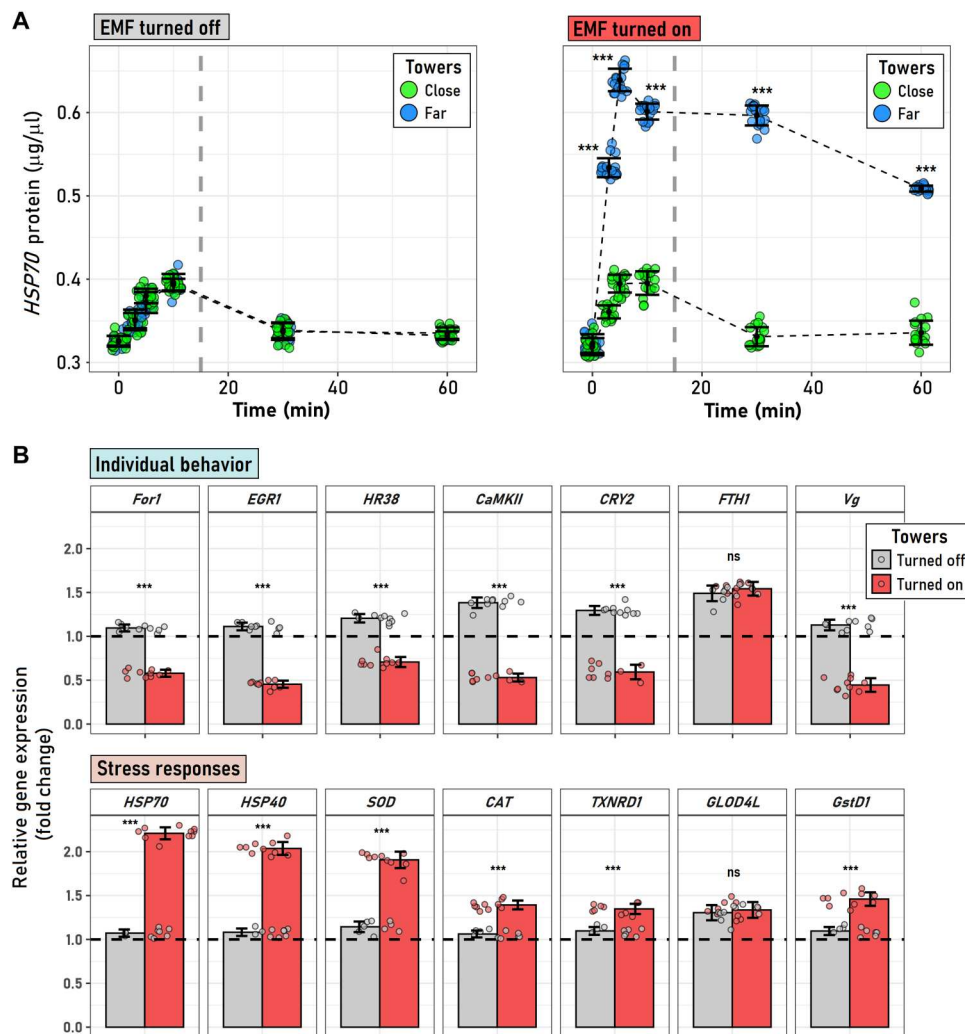 A
EMF turned off
EMF turned on
Towers
Close
Far
Towers
Close
Far
HSP70 protein (μg/μl)
0.6
0.5
0.4
0.3
***
***
***
***
***
0 20 40 60
0 20 40 60
Time (min)
Time (min)
B
Individual behavior
For1 EGR1 HR38 CaMKII CRY2 FTH1 Vg
Towers
Turned off
Turned on
2.0
1.5
1.0
0.5
0.0
*** *** *** *** *** ns ***
Relative gene expression
(fold change)
Stress responses
HSP70 HSP40 SOD CAT TXNRD1 GLOD4L GstD1
2.0
1.5
1.0
0.5
0.0
*** *** *** *** *** ns ***